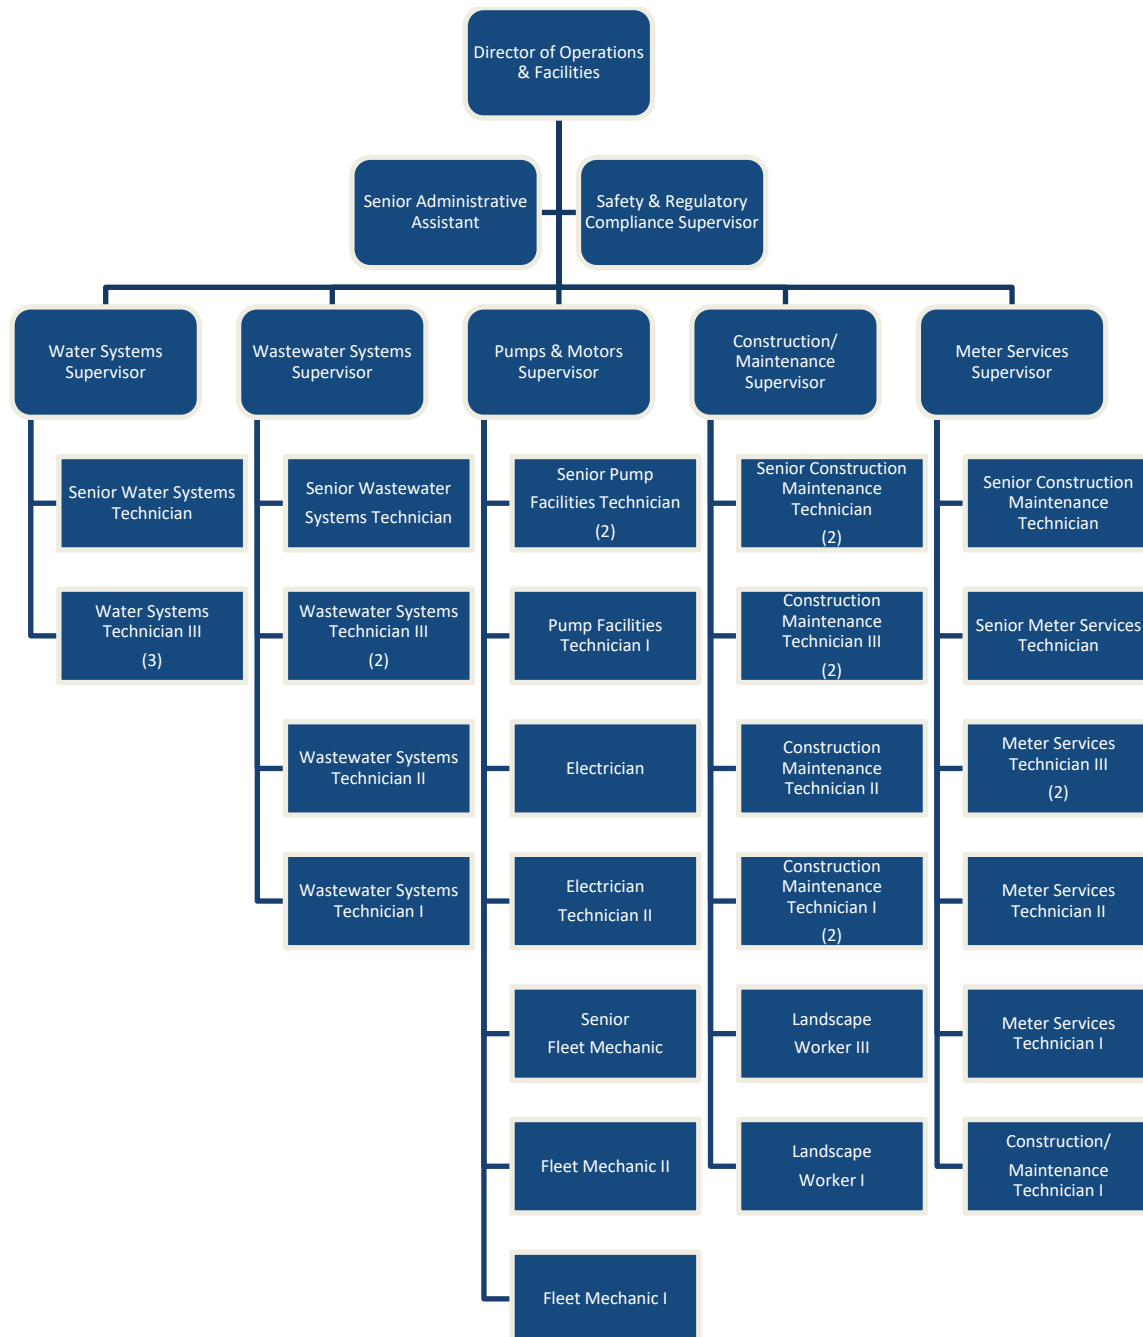 Director of Operations
& Facilities
Senior Administrative
Assistant
Safety & Regulatory
Compliance Supervisor
Water Systems
Supervisor
Wastewater Systems
Supervisor
Pumps & Motors
Supervisor
Construction/
Maintenance
Supervisor
Meter Services
Supervisor
Senior Water Systems
Technician
Water Systems
Technician III
(3)
Senior Wastewater
Systems Technician
Wastewater Systems
Technician III
(2)
Wastewater Systems
Technician II
Wastewater Systems
Technician I
Senior Pump
Facilities Technician
(2)
Pump Facilities
Technician I
Electrician
Electrician
Technician II
Senior
Fleet Mechanic
Fleet Mechanic II
Fleet Mechanic I
Senior Construction
Maintenance
Technician
(2)
Construction
Maintenance
Technician III
(2)
Construction
Maintenance
Technician II
Construction
Maintenance
Technician I
(2)
Landscape
Worker III
Landscape
Worker I
Senior Construction
Maintenance
Technician
Senior Meter Services
Technician
Meter Services
Technician III
(2)
Meter Services
Technician II
Meter Services
Technician I
Construction/
Maintenance
Technician I